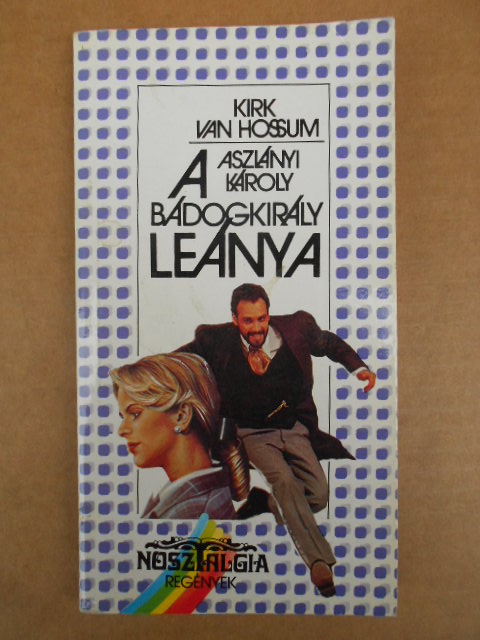 KIRK
VAN HOSSUM
ASZLÁNYI
KÁROLY
A
BÁDOGKIRÁLY
LEÁNYA
NOSZTALGIA
REGÉNYEK